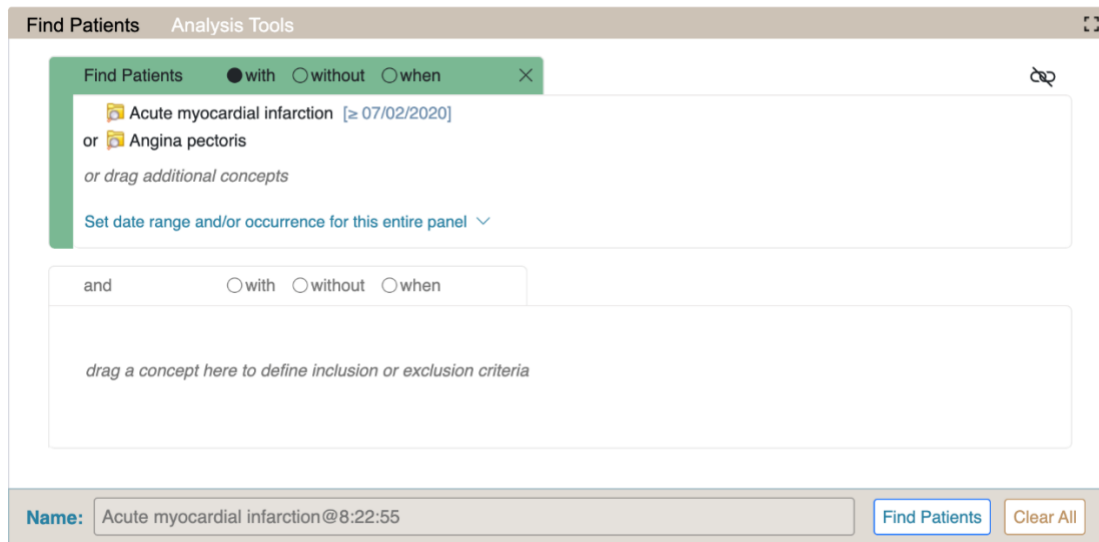 Find Patients Analysis Tools
Find Patients with without when
Acute myocardial infarction [≥ 07/02/2020]
or Angina pectoris
or drag additional concepts
Set date range and/or occurrence for this entire panel
and with without when
drag a concept here to define inclusion or exclusion criteria
Name: Acute myocardial infarction@8:22:55 Find Patients Clear All